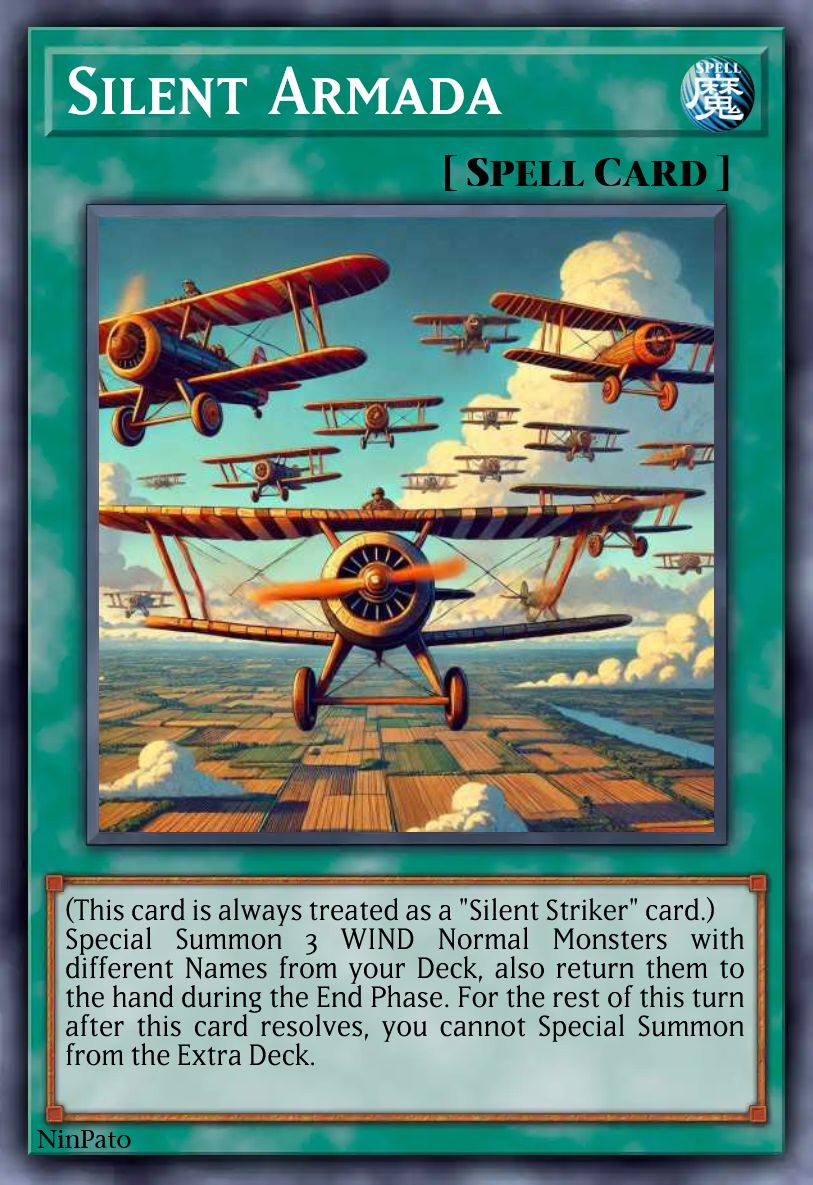 Silent Armada
SPELL
魔
[ Spell Card ]
(This card is always treated as a "Silent Striker" card.)
Special Summon 3 WIND Normal Monsters with
different Names from your Deck, also return them to
the hand during the End Phase. For the rest of this turn
after this card resolves, you cannot Special Summon
from the Extra Deck.
NinPato